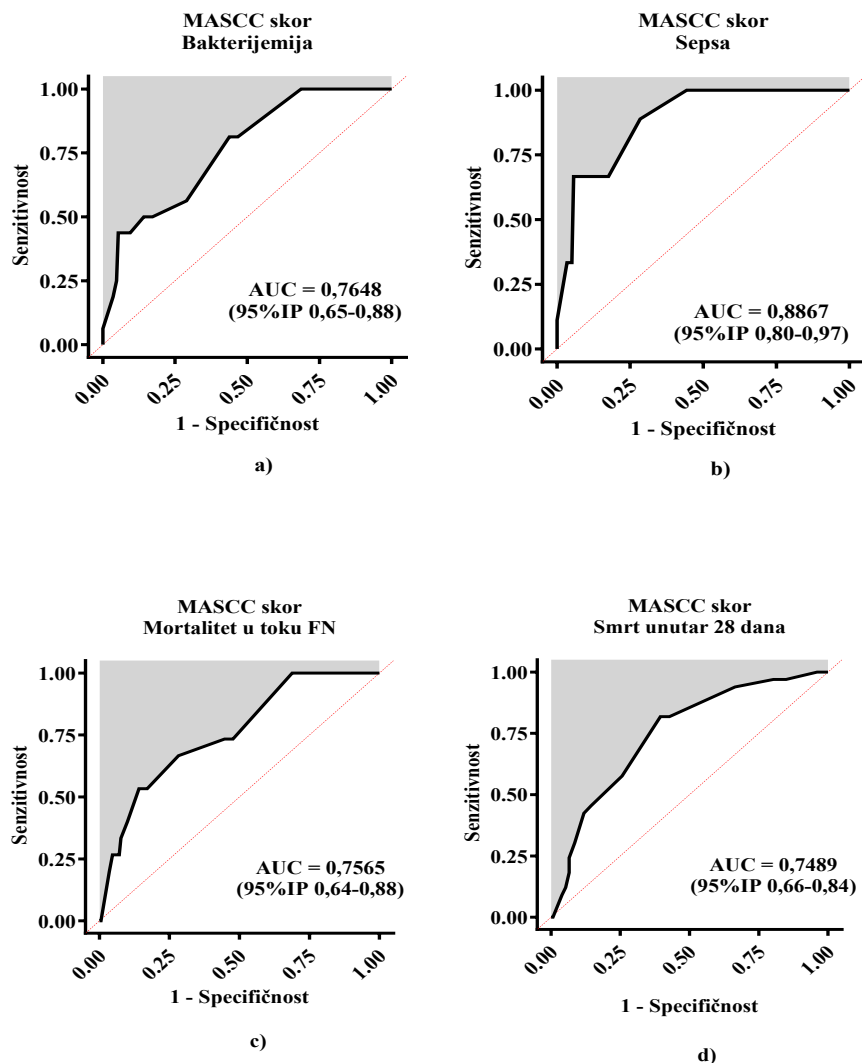 MASCC skor
Bakterijemija
1.00
0.75
0.50
0.25
0.00
Senzitivnost
AUC = 0,7648
(95%IP 0,65-0,88)
0.00
0.25
0.50
0.75
1.00
1 - Specifičnost
a)
MASCC skor
Sepsa
1.00
0.75
0.50
0.25
0.00
Senzitivnost
AUC = 0,8867
(95%IP 0,80-0,97)
0.00
0.25
0.50
0.75
1.00
1 - Specifičnost
b)
MASCC skor
Mortalitet u toku FN
1.00
0.75
0.50
0.25
0.00
Senzitivnost
AUC = 0,7565
(95%IP 0,64-0,88)
0.00
0.25
0.50
0.75
1.00
1 - Specifičnost
c)
MASCC skor
Smrt unutar 28 dana
1.00
0.75
0.50
0.25
0.00
Senzitivnost
AUC = 0,7489
(95%IP 0,66-0,84)
0.00
0.25
0.50
0.75
1.00
1 - Specifičnost
d)